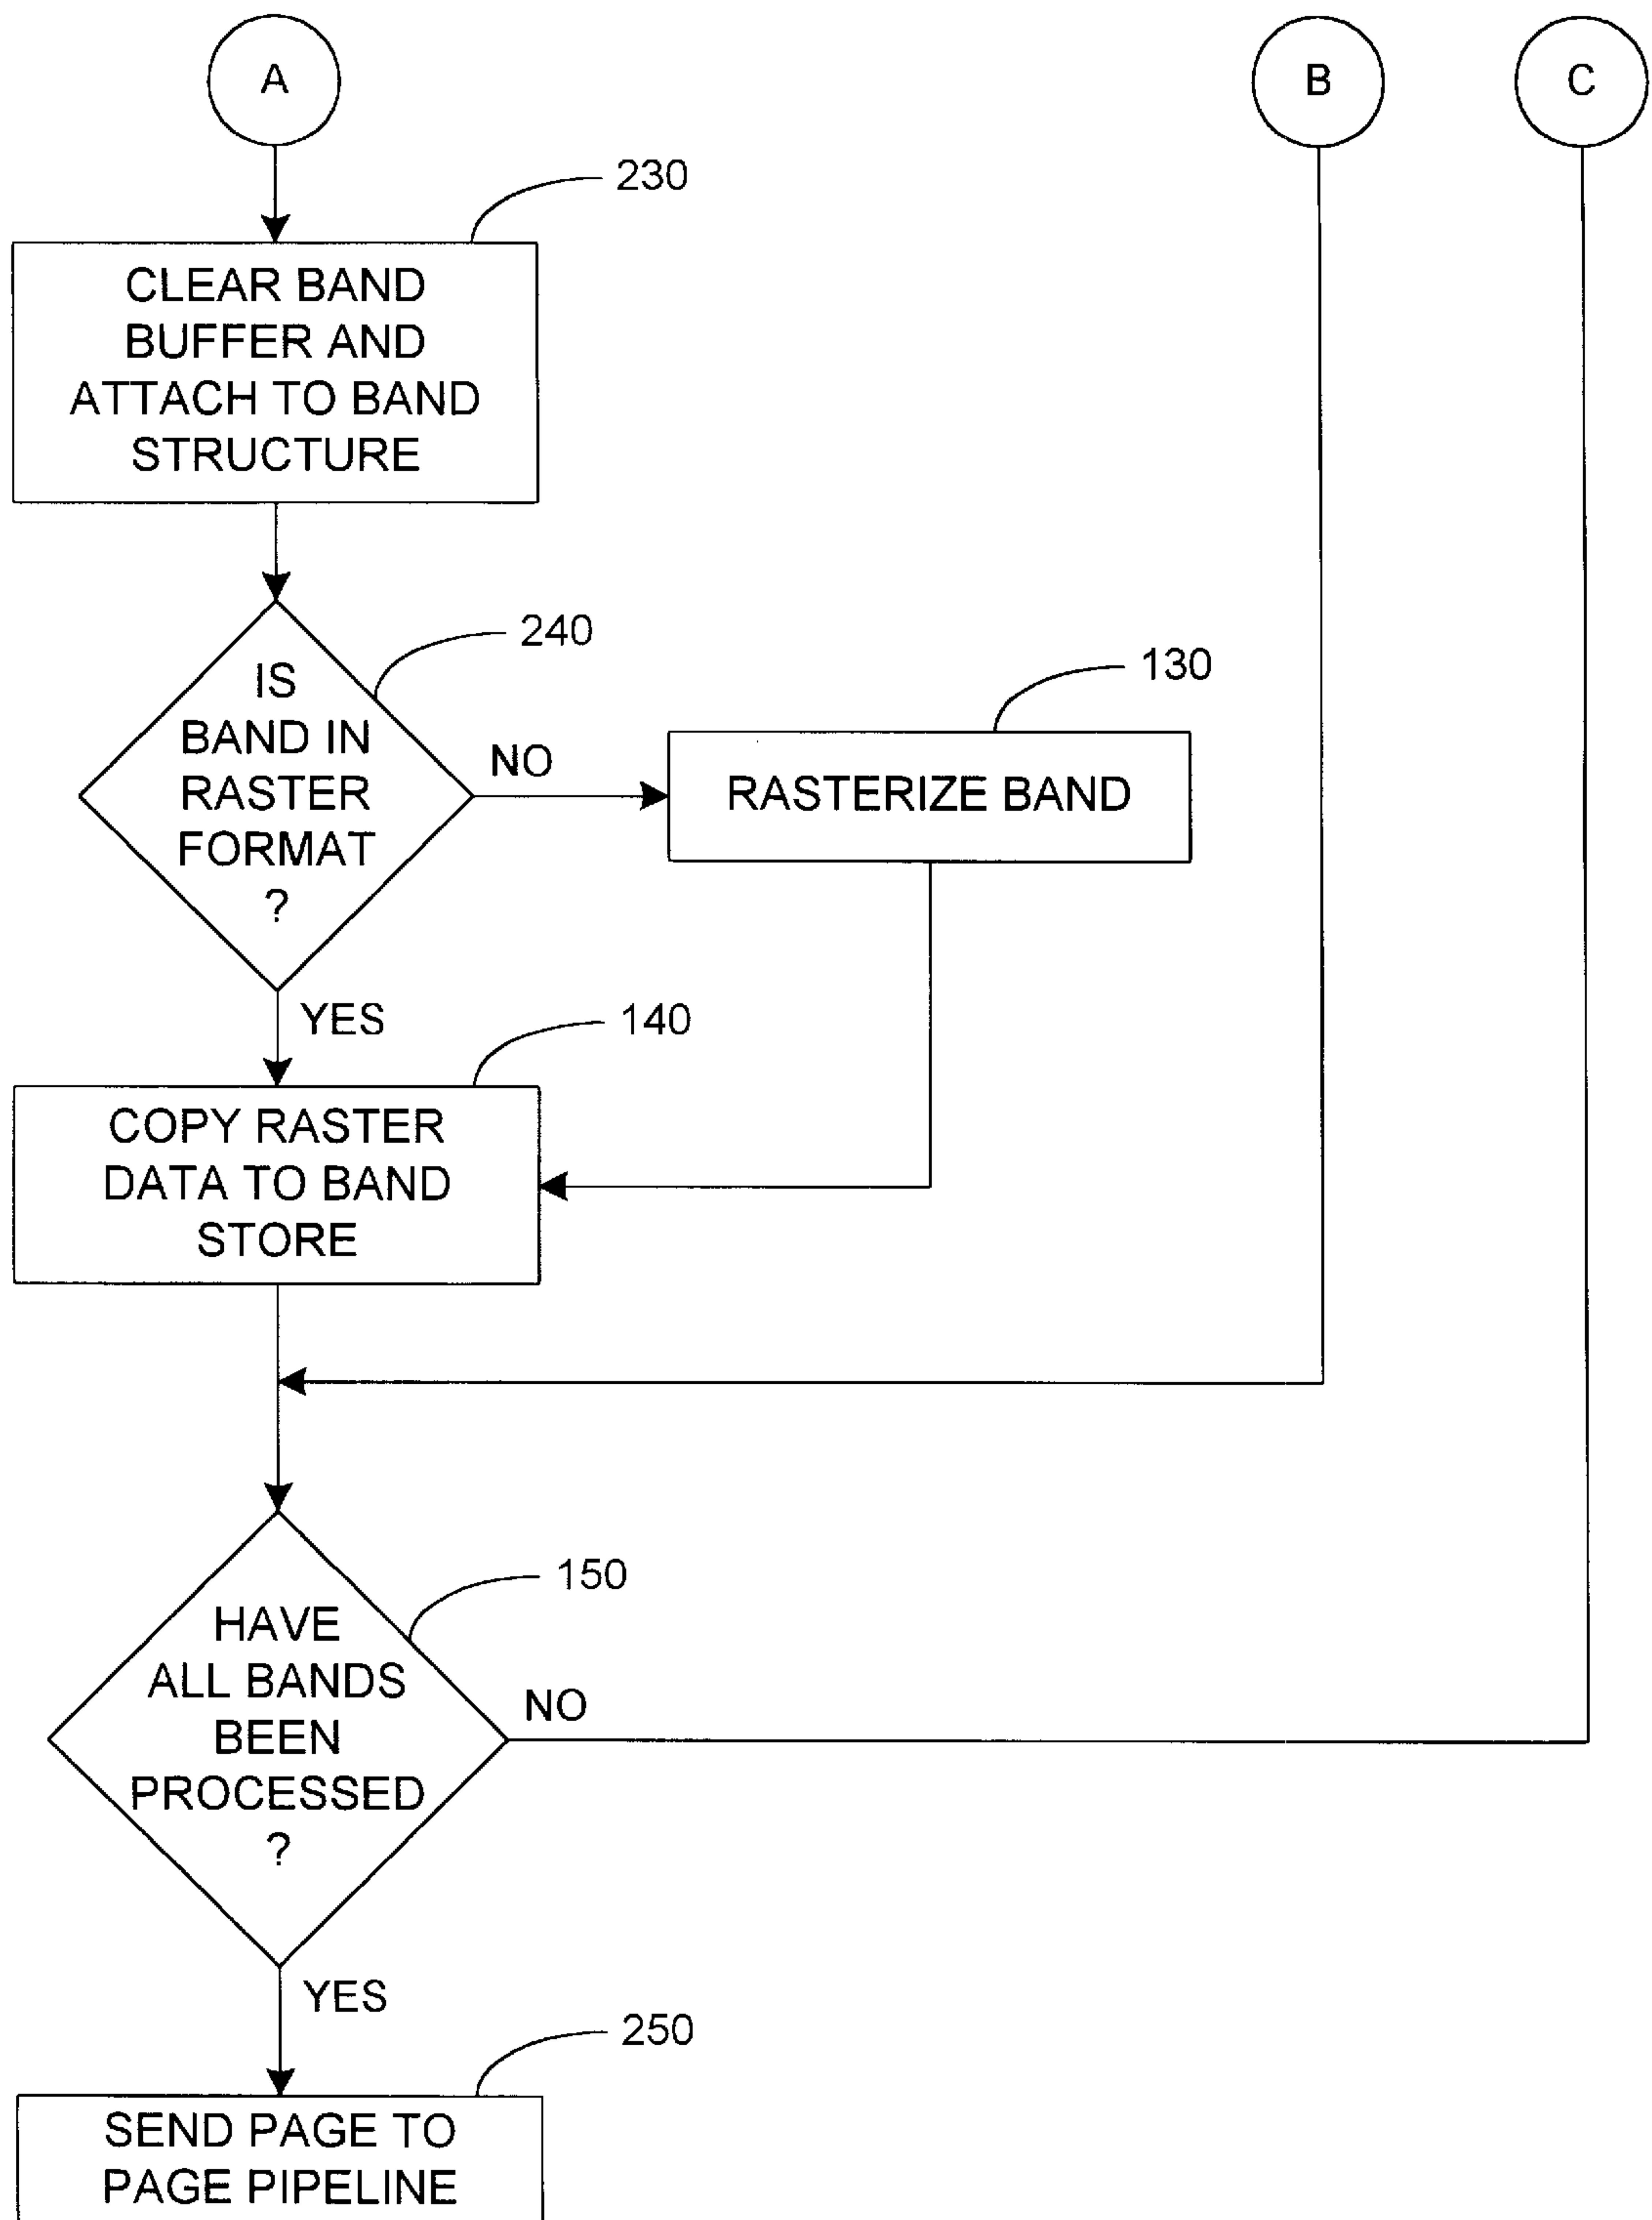 A
B
C
230
CLEAR BAND
BUFFER AND
ATTACH TO BAND
STRUCTURE
240
IS
BAND IN
RASTER
FORMAT
?
NO
130
RASTERIZE BAND
YES
140
COPY RASTER
DATA TO BAND
STORE
150
HAVE
ALL BANDS
BEEN
PROCESSED
?
NO
YES
250
SEND PAGE TO
PAGE PIPELINE